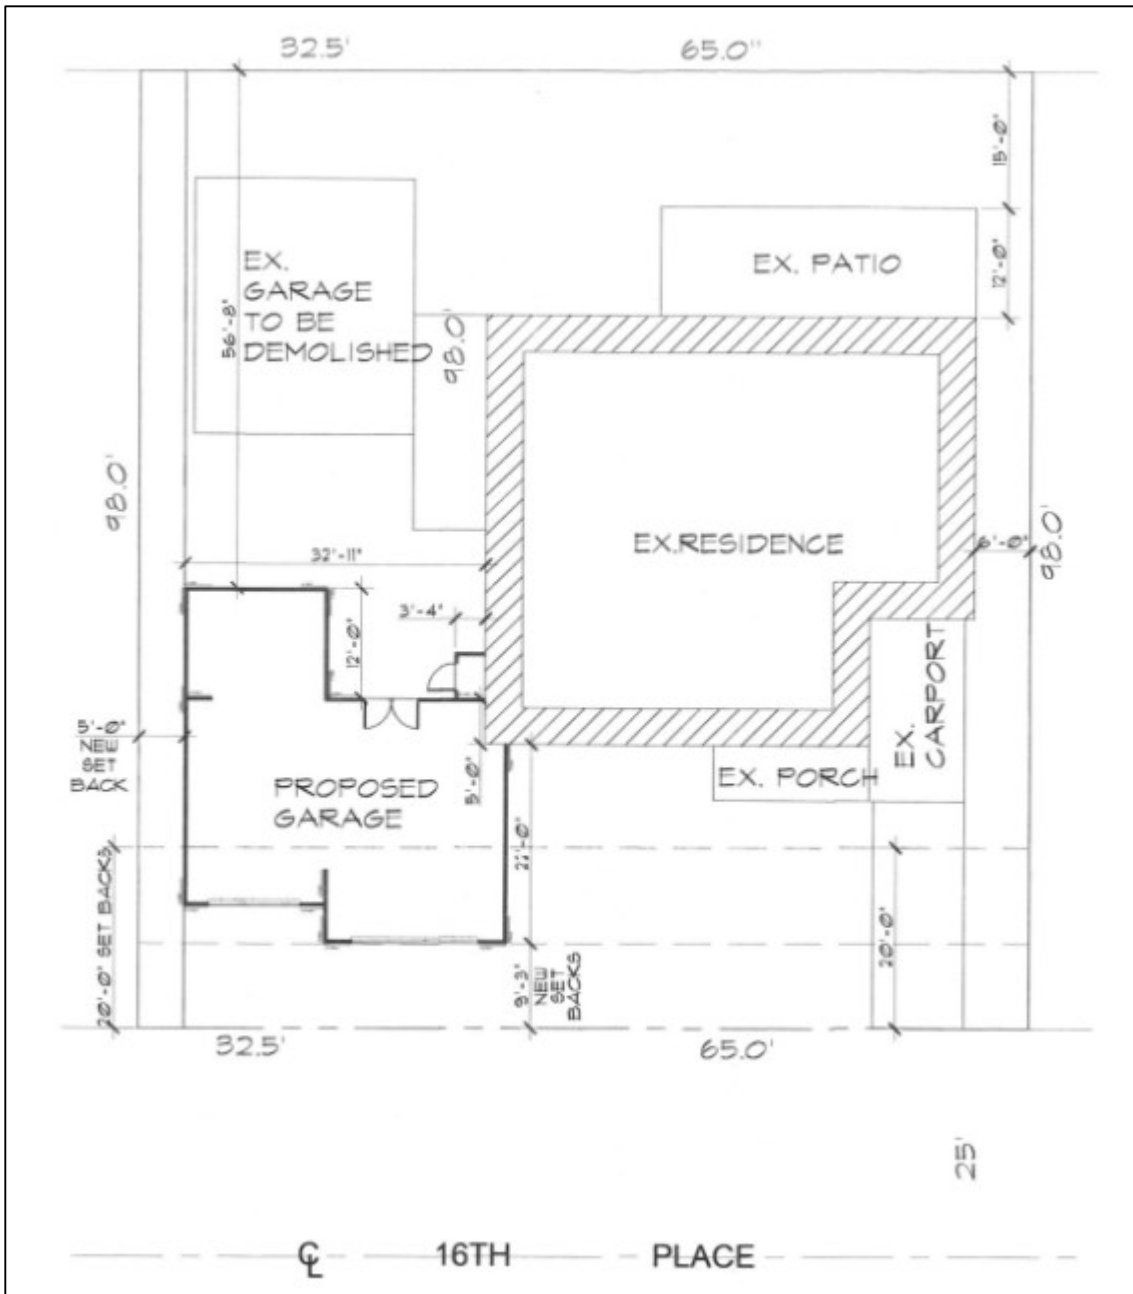 32.5'
65.0"
15'-0"
EX. PATIO
12'-0"
EX.
GARAGE
TO BE
DEMOLISHED
56'-8"
98.0'
98.0'
EX.RESIDENCE
6'-0"
98.0'
32'-11"
3'-4"
12'-0"
EX.
CARPORT
5'-0"
NEW
SET
BACK
PROPOSED
GARAGE
5'-0"
EX. PORCH
22'-0"
20'-0" SET BACKS
20'-0"
9'-3"
NEW
SET
BACKS
32.5'
65.0'
25'
CL 16TH PLACE